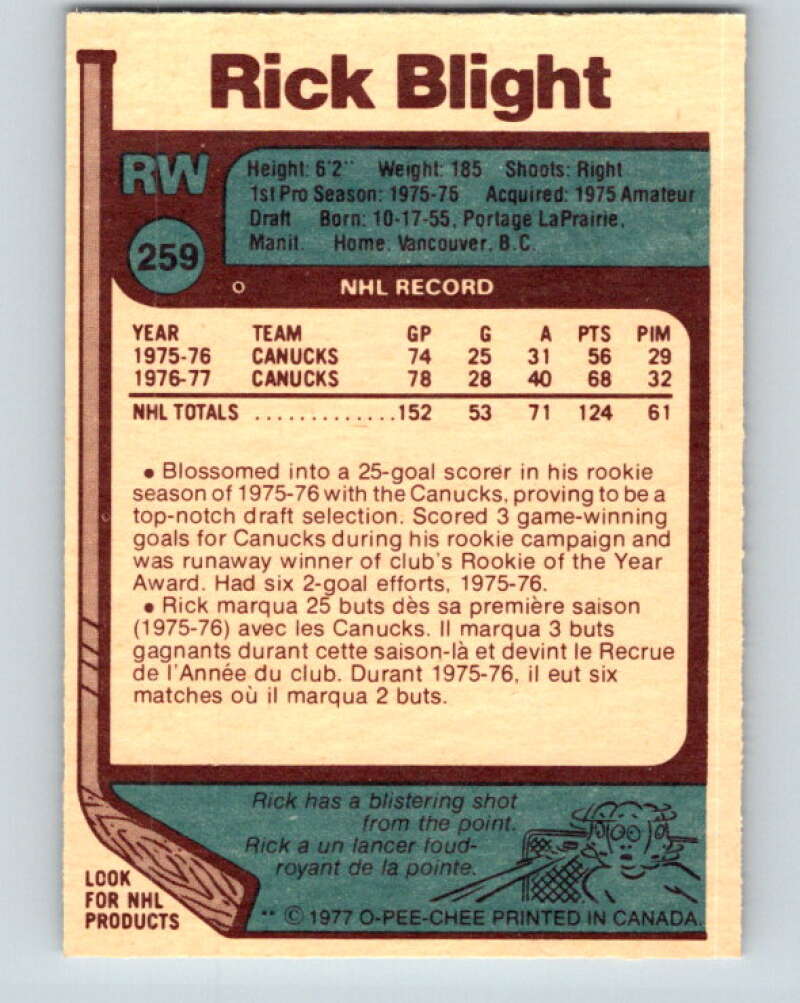 Rick Blight
RW
259
Height: 6'2" Weight: 185 Shoots: Right
1st Pro Season: 1975-76 Acquired: 1975 Amateur
Draft Born: 10-17-55, Portage LaPrairie,
Manit. Home: Vancouver, B.C.
NHL RECORD
YEAR TEAM GP G A PTS PIM
1975-76 CANUCKS 74 25 31 56 29
1976-77 CANUCKS 78 28 40 68 32
NHL TOTALS ..............152 53 71 124 61
• Blossomed into a 25-goal scorer in his rookie
season of 1975-76 with the Canucks, proving to be a
top-notch draft selection. Scored 3 game-winning
goals for Canucks during his rookie campaign and
was runaway winner of club's Rookie of the Year
Award. Had six 2-goal efforts, 1975-76.
• Rick marqua 25 buts dès sa première saison
(1975-76) avec les Canucks. Il marqua 3 buts
gagnants durant cette saison-là et devint le Recrue
de l'Année du club. Durant 1975-76, il eut six
matches où il marqua 2 buts.
Rick has a blistering shot
from the point.
Rick a un lancer foud-
royant de la pointe.
LOOK
FOR NHL
PRODUCTS
** © 1977 O-PEE-CHEE PRINTED IN CANADA.